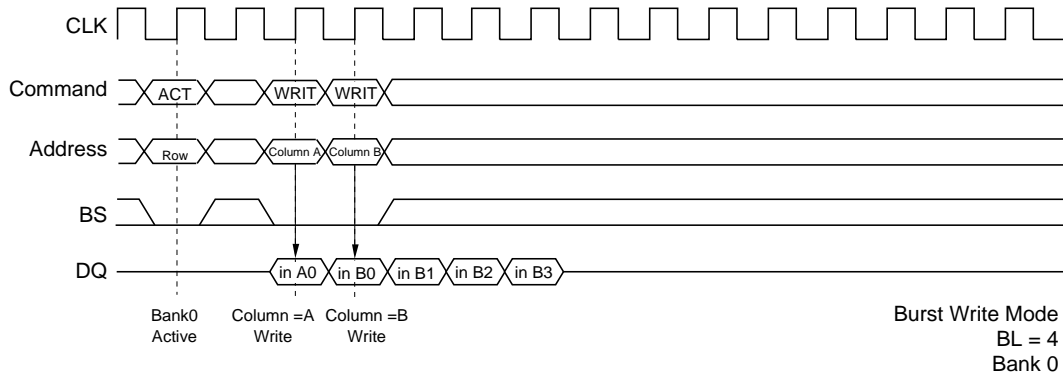 CLK
Command ACT WRIT WRIT
Address Row Column A Column B
BS
DQ in A0 in B0 in B1 in B2 in B3
Bank0 Column =A Column =B
Active Write Write
Burst Write Mode
BL = 4
Bank 0